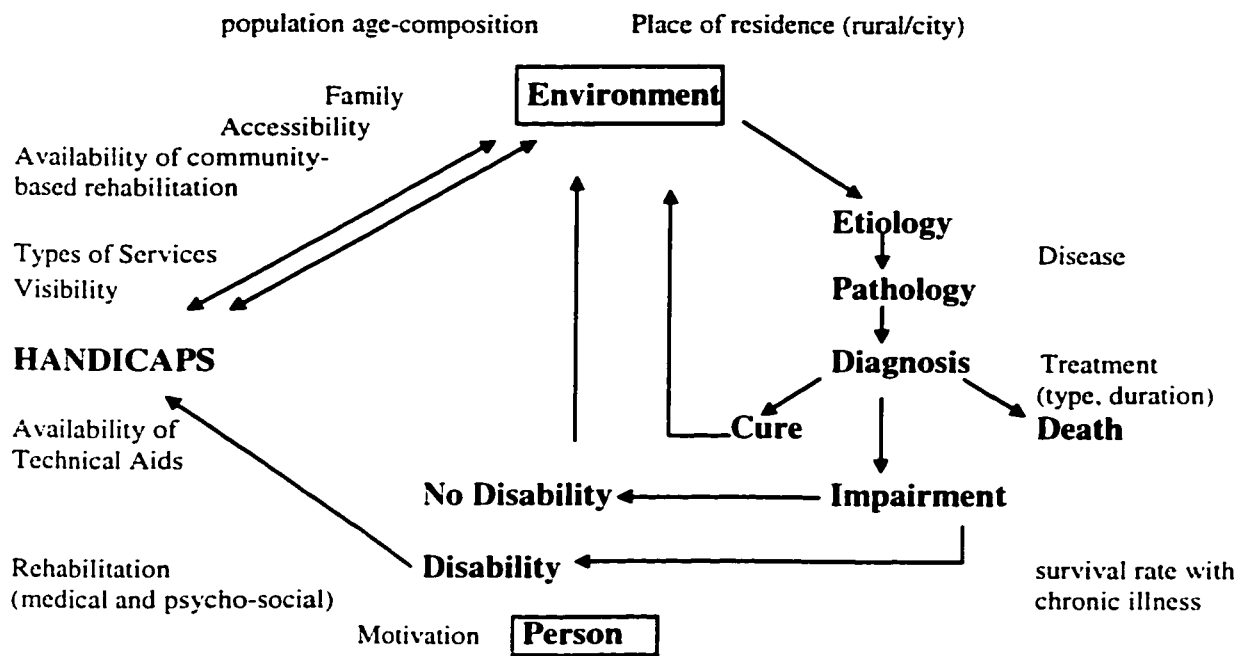 population age-composition Place of residence (rural/city)
Family
Environment
Accessibility
Availability of community-
based rehabilitation
Etiology
Types of Services
Disease
Visibility
Pathology
HANDICAPS
Diagnosis
Treatment
(type, duration)
Availability of
Technical Aids
Cure
Death
No Disability
Impairment
Rehabilitation
(medical and psycho-social)
Disability
survival rate with
chronic illness
Motivation
Person